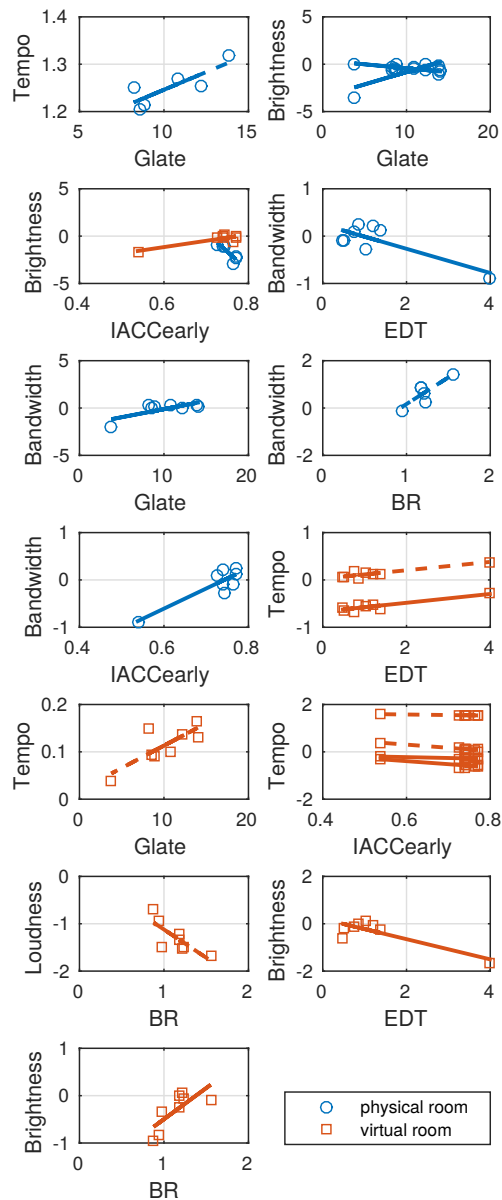 1.4
1.3
1.2
Tempo
5 10 15
Glate
5
0
-5
Brightness
0 10 20
Glate
5
0
-5
Brightness
0.4 0.6 0.8
IACCearly
1
0
-1
Bandwidth
0 2 4
EDT
5
0
-5
Bandwidth
0 10 20
Glate
2
0
-2
Bandwidth
0 1 2
BR
1
0
-1
Bandwidth
0.4 0.6 0.8
IACCearly
1
0
-1
Tempo
0 2 4
EDT
0.2
0.1
0
Tempo
0 10 20
Glate
2
0
-2
Tempo
0.4 0.6 0.8
IACCearly
0
-1
-2
Loudness
0 1 2
BR
2
0
-2
Brightness
0 2 4
EDT
1
0
-1
Brightness
0 1 2
BR
physical room
virtual room